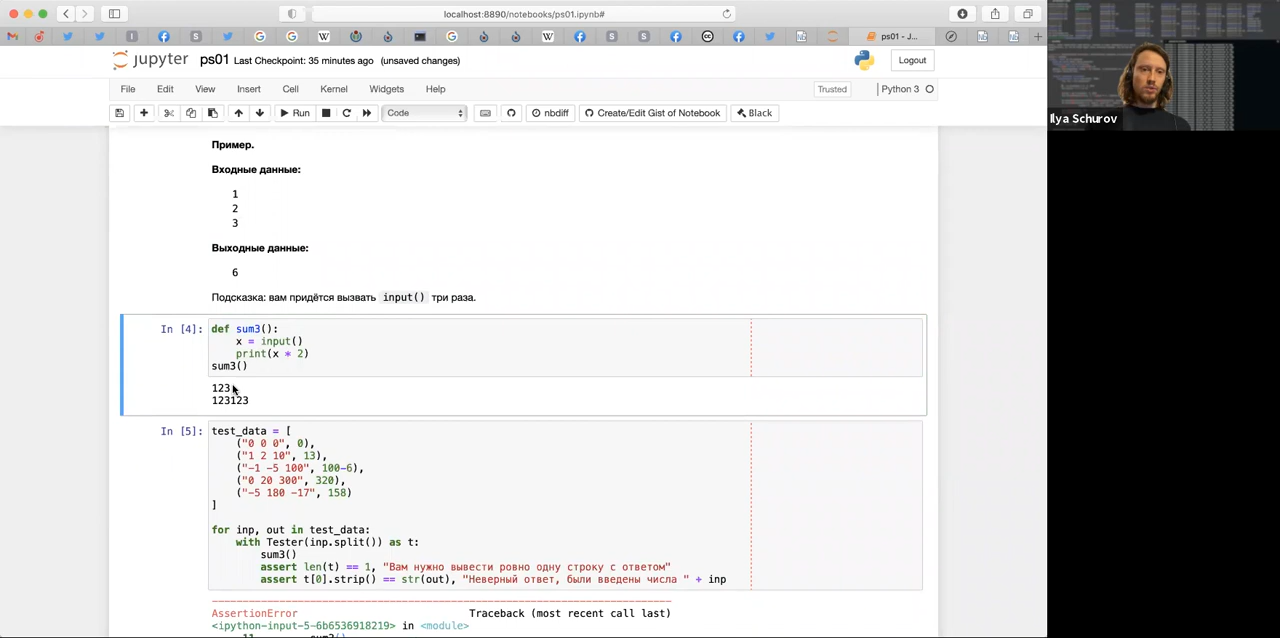 localhost:8890/notebooks/ps01.ipynb#
ps01 - J...
jupyter ps01 Last Checkpoint: 35 minutes ago (unsaved changes)
Logout
File Edit View Insert Cell Kernel Widgets Help
Trusted
Python 3
Run
Code
nbdiff
Create/Edit Gist of Notebook
Black
Ilya Schurov
Пример.
Входные данные:
1
2
3
Выходные данные:
6
Подсказка: вам придётся вызвать input() три раза.
In [4]:
def sum3():
    x = input()
    print(x * 2)
sum3()
123
123123
In [5]:
test_data = [
    ("0 0 0", 0),
    ("1 2 10", 13),
    ("-1 -5 100", 100-6),
    ("0 20 300", 320),
    ("-5 180 -17", 158)
]
for inp, out in test_data:
    with Tester(inp.split()) as t:
        sum3()
        assert len(t) == 1, "Вам нужно вывести ровно одну строку с ответом"
        assert t[0].strip() == str(out), "Неверный ответ, были введены числа " + inp
AssertionError Traceback (most recent call last)
<ipython-input-5-6b6536918219> in <module>